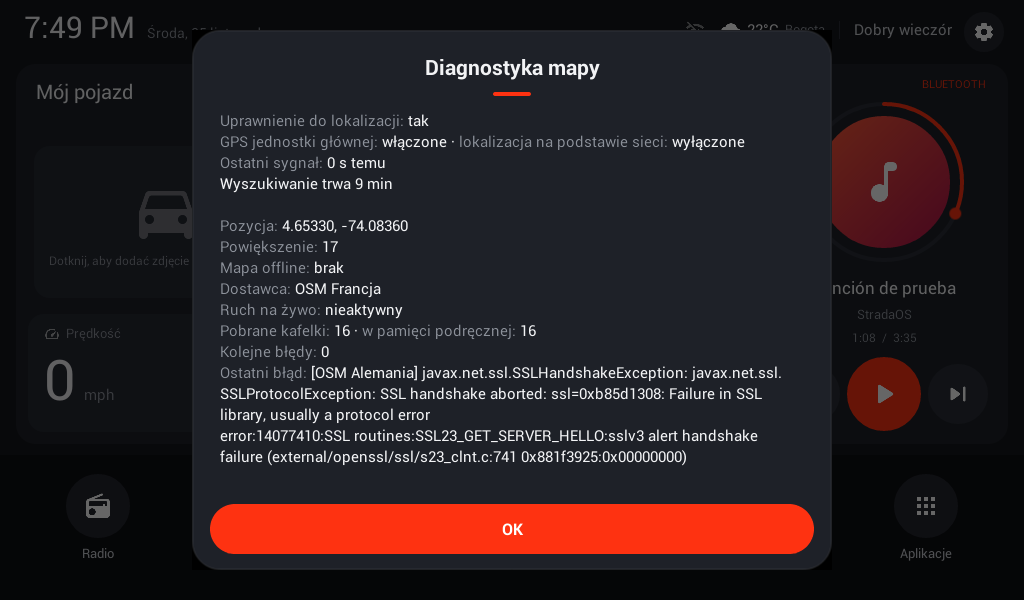 7:49 PM
Środa,
22°C Bogota
Dobry wieczór
Diagnostyka mapy
Mój pojazd
BLUETOOTH
Uprawnienie do lokalizacji: tak
GPS jednostki głównej: włączone · lokalizacja na podstawie sieci: wyłączone
Ostatni sygnał: 0 s temu
Wyszukiwanie trwa 9 min
Pozycja: 4.65330, -74.08360
Powiększenie: 17
Mapa offline: brak
Dostawca: OSM Francja
Ruch na żywo: nieaktywny
Pobrane kafelki: 16 · w pamięci podręcznej: 16
Kolejne błędy: 0
Ostatni błąd: [OSM Alemania] javax.net.ssl.SSLHandshakeException: javax.net.ssl.
SSLProtocolException: SSL handshake aborted: ssl=0xb85d1308: Failure in SSL
library, usually a protocol error
error:14077410:SSL routines:SSL23_GET_SERVER_HELLO:sslv3 alert handshake
failure (external/openssl/ssl/s23_clnt.c:741 0x881f3925:0x00000000)
OK
Dotknij, aby dodać zdjęcie
Prędkość
0 mph
nción de prueba
StradaOS
1:08 / 3:35
Radio
Aplikacje